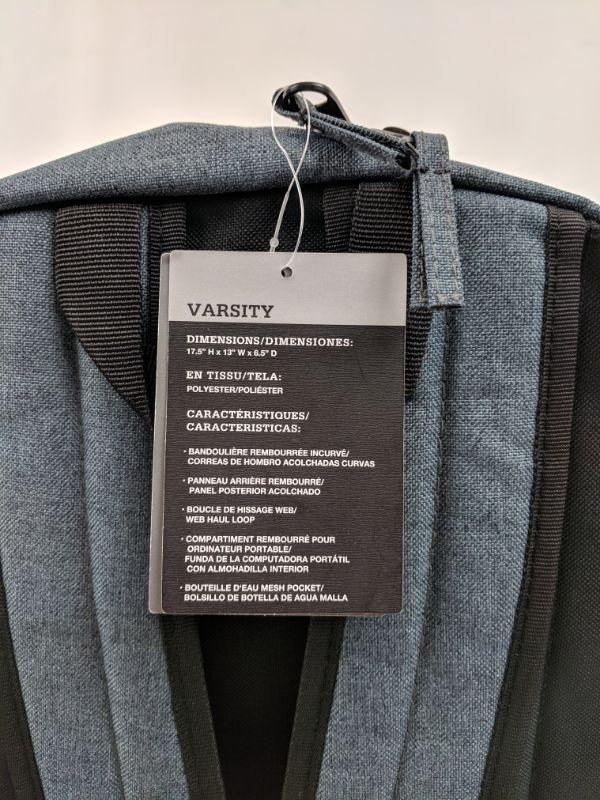 VARSITY
DIMENSIONS/DIMENSIONES:
17.5" H x 13" W x 6.5" D
EN TISSU/TELA:
POLYESTER/POLIÉSTER
CARACTÉRISTIQUES/
CARACTERISTICAS:
• BANDOULIÈRE REMBOURRÉE INCURVÉ/
CORREAS DE HOMBRO ACOLCHADAS CURVAS
• PANNEAU ARRIÈRE REMBOURRÉ/
PANEL POSTERIOR ACOLCHADO
• BOUCLE DE HISSAGE WEB/
WEB HAUL LOOP
• COMPARTIMENT REMBOURRÉ POUR
ORDINATEUR PORTABLE/
FUNDA DE LA COMPUTADORA PORTÁTIL
CON ALMOHADILLA INTERIOR
• BOUTEILLE D'EAU MESH POCKET/
BOLSILLO DE BOTELLA DE AGUA MALLA